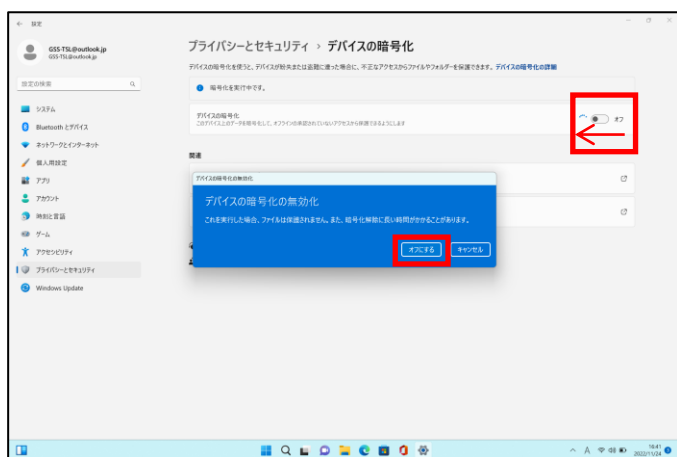 設定
GSS-TSL@outlook.jp
GSS-TSL@outlook.jp
設定の検索
システム
Bluetooth とデバイス
ネットワークとインターネット
個人用設定
アプリ
アカウント
時刻と言語
ゲーム
アクセシビリティ
プライバシーとセキュリティ
Windows Update
プライバシーとセキュリティ › デバイスの暗号化
デバイスの暗号化を使うと、デバイスが紛失または盗難に遭った場合に、不正なアクセスからファイルやフォルダーを保護できます。 デバイスの暗号化の詳細
暗号化を実行中です。
デバイスの暗号化
このデバイス上のデータを暗号化して、オフラインの承認されていないアクセスから保護できるようにします
オフ
関連
デバイスの暗号化の無効化
デバイスの暗号化の無効化
これを実行した場合、ファイルは保護されません。また、暗号化解除に長い時間がかかることがあります。
オフにする
キャンセル
A
16:41
2022/11/24